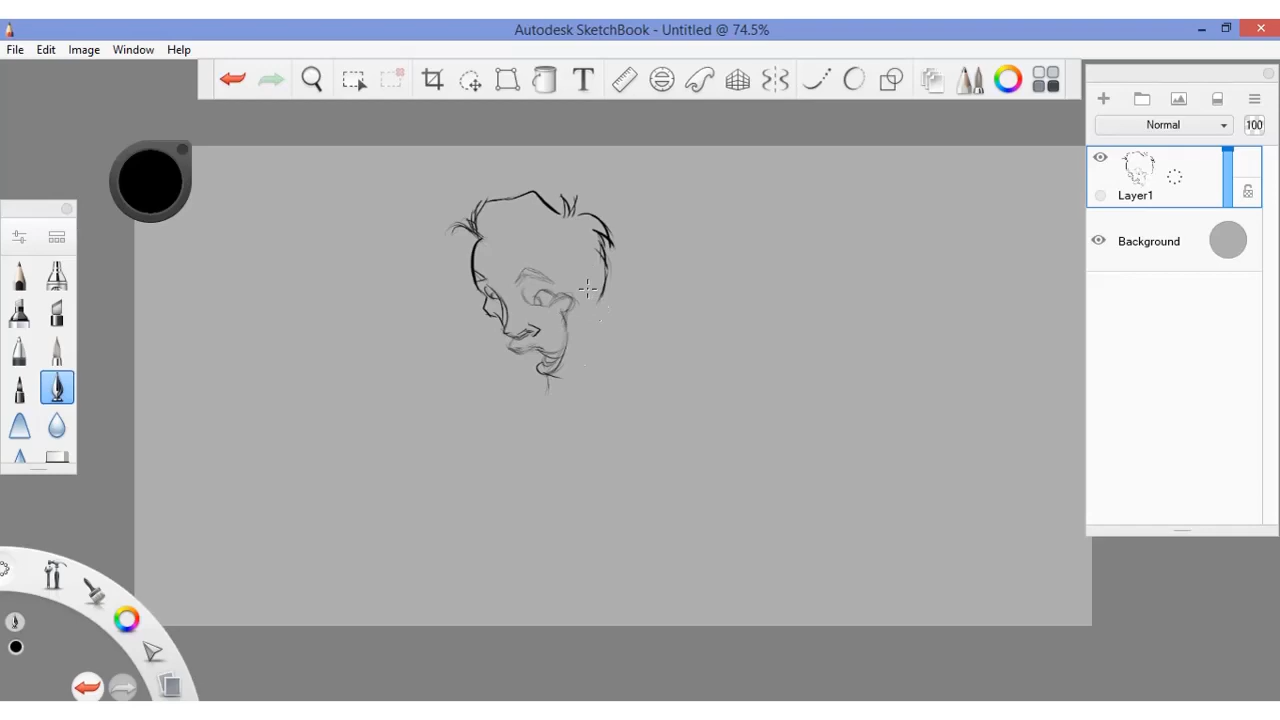 Autodesk SketchBook - Untitled @ 74.5%
File Edit Image Window Help
T
Normal 100
Layer1
Background